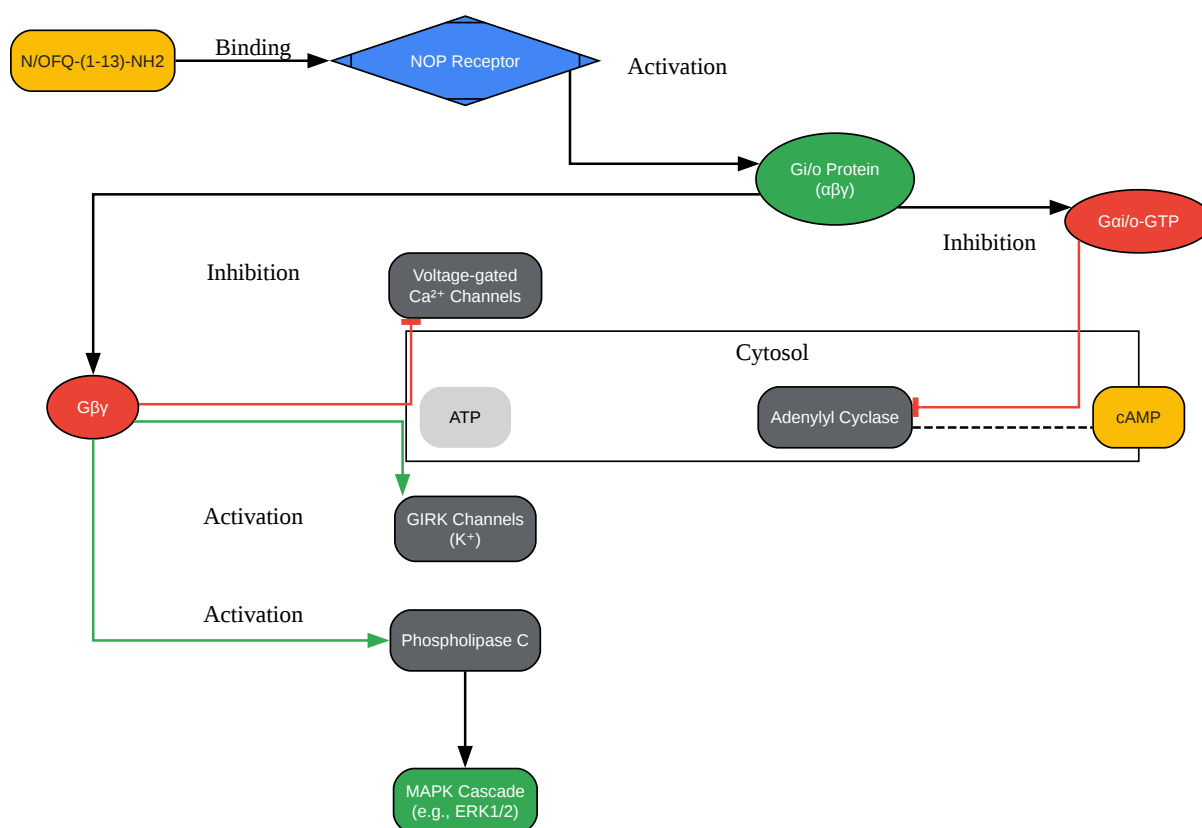 N/OFQ-(1-13)-NH2
Binding
NOP Receptor
Activation
Gi/o Protein
(αβγ)
Gαi/o-GTP
Inhibition
Inhibition
Voltage-gated
Ca²⁺ Channels
Cytosol
Gβγ
ATP
Adenylyl Cyclase
cAMP
Activation
GIRK Channels
(K⁺)
Activation
Phospholipase C
MAPK Cascade
(e.g., ERK1/2)